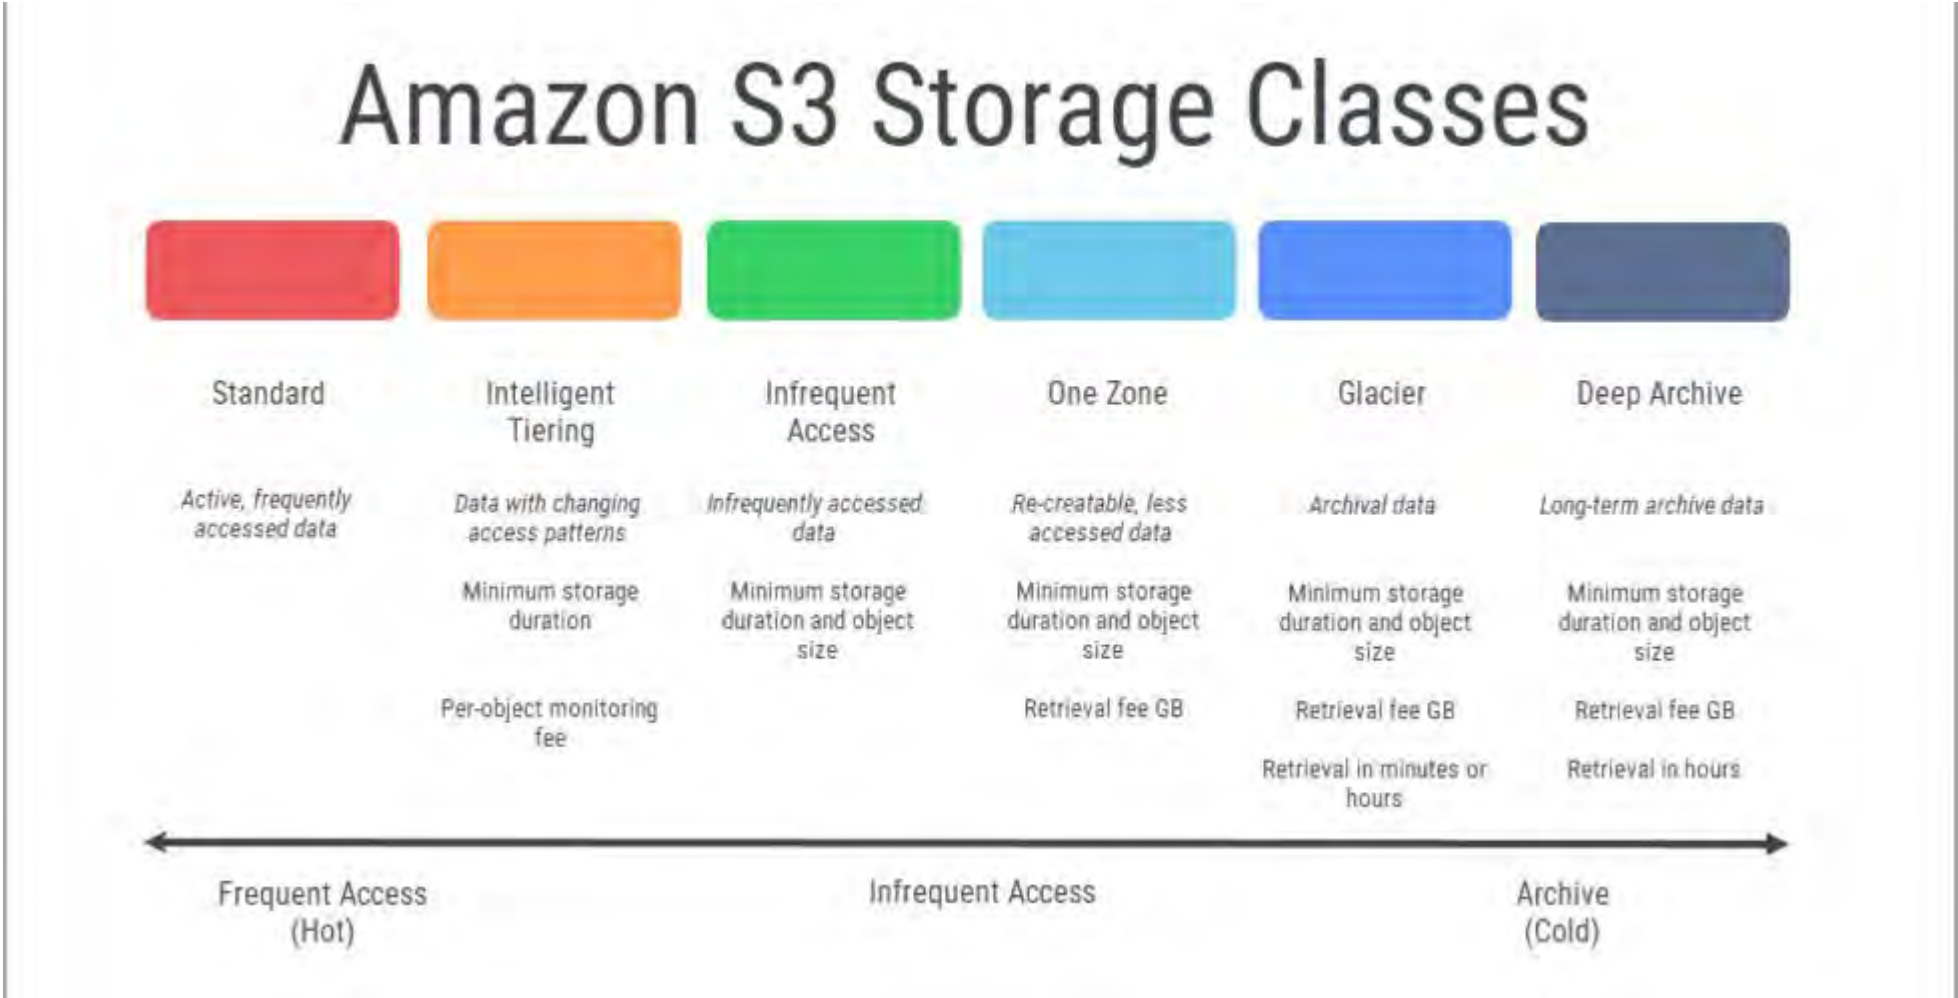 Amazon S3 Storage Classes
Standard
Intelligent
Tiering
Infrequent
Access
One Zone
Glacier
Deep Archive
Active, frequently
accessed data
Data with changing
access patterns
Infrequently accessed
data
Re-creatable, less
accessed data
Archival data
Long-term archive data
Minimum storage
duration
Minimum storage
duration and object
size
Minimum storage
duration and object
size
Minimum storage
duration and object
size
Minimum storage
duration and object
size
Per-object monitoring
fee
Retrieval fee GB
Retrieval fee GB
Retrieval fee GB
Retrieval in minutes or
hours
Retrieval in hours
Frequent Access
(Hot)
Infrequent Access
Archive
(Cold)